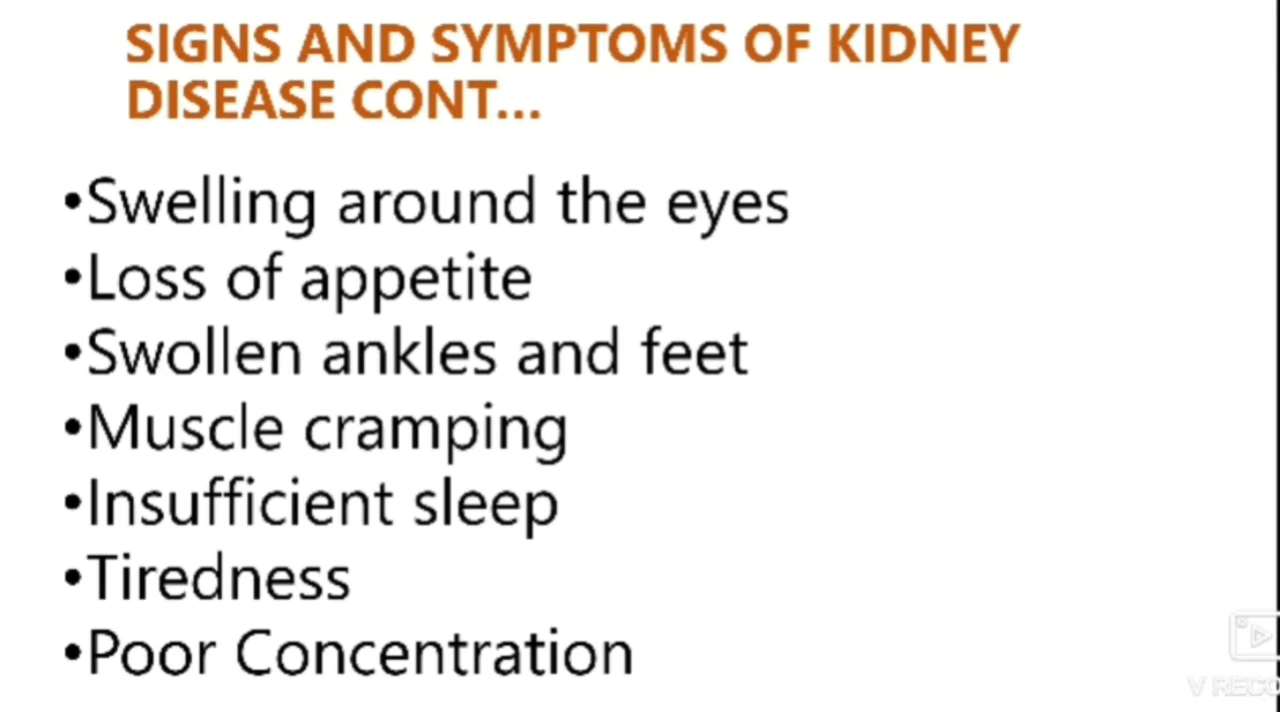 SIGNS AND SYMPTOMS OF KIDNEY
DISEASE CONT...
•Swelling around the eyes
•Loss of appetite
•Swollen ankles and feet
•Muscle cramping
•Insufficient sleep
•Tiredness
•Poor Concentration
V RECO